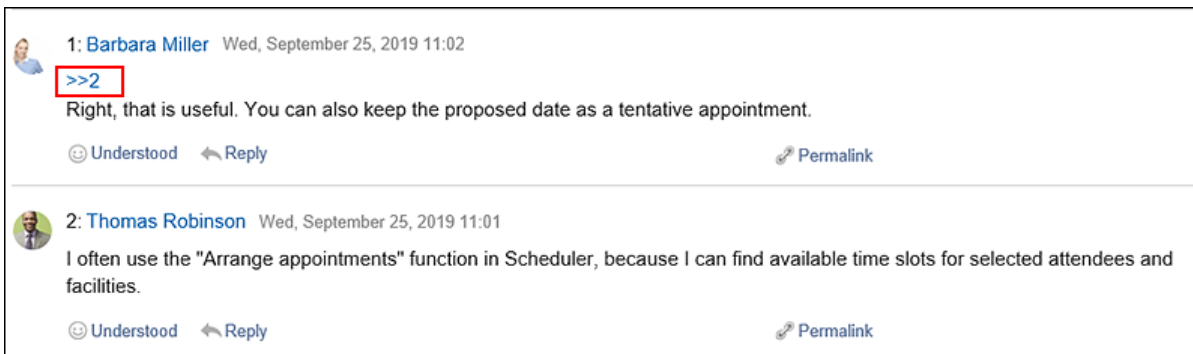 1: Barbara Miller Wed, September 25, 2019 11:02
>>2
Right, that is useful. You can also keep the proposed date as a tentative appointment.
Understood Reply Permalink
2: Thomas Robinson Wed, September 25, 2019 11:01
I often use the "Arrange appointments" function in Scheduler, because I can find available time slots for selected attendees and
facilities.
Understood Reply Permalink